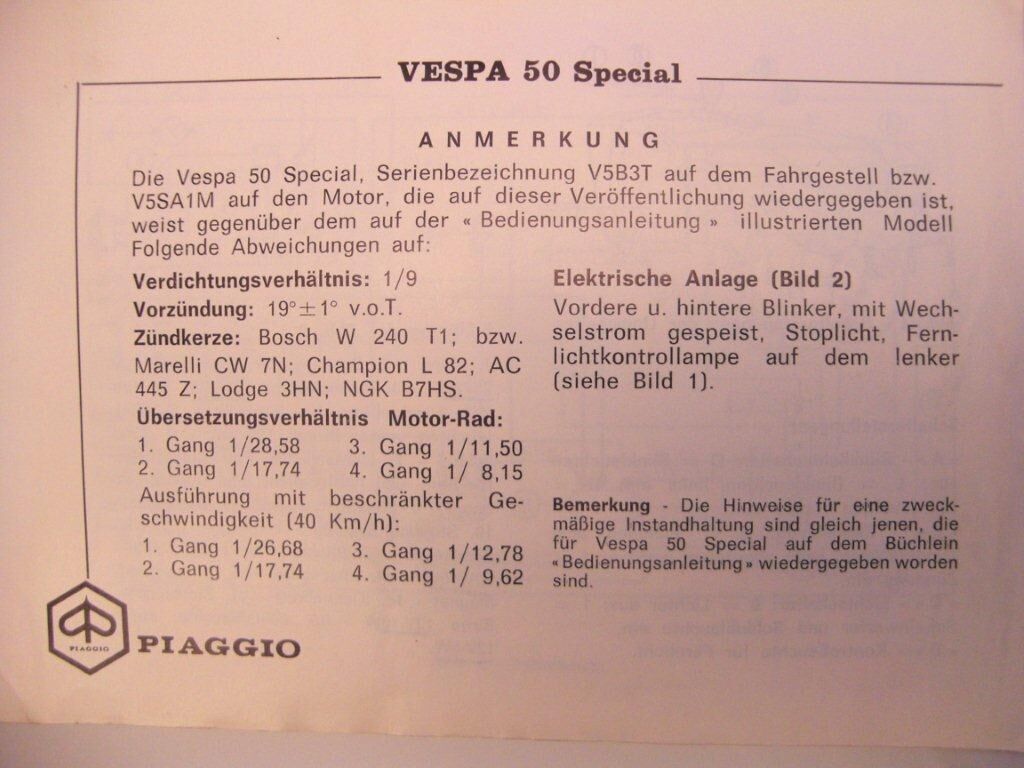 VESPA 50 Special
ANMERKUNG
Die Vespa 50 Special, Serienbezeichnung V5B3T auf dem Fahrgestell bzw.
V5SA1M auf den Motor, die auf dieser Veröffentlichung wiedergegeben ist,
weist gegenüber dem auf der « Bedienungsanleitung » illustrierten Modell
Folgende Abweichungen auf:
Verdichtungsverhältnis: 1/9
Vorzündung: 19°±1° v.o.T.
Zündkerze: Bosch W 240 T1; bzw.
Marelli CW 7N; Champion L 82; AC
445 Z; Lodge 3HN; NGK B7HS.
Übersetzungsverhältnis Motor-Rad:
1. Gang 1/28,58 3. Gang 1/11,50
2. Gang 1/17,74 4. Gang 1/ 8,15
Ausführung mit beschränkter Ge-
schwindigkeit (40 Km/h):
1. Gang 1/26,68 3. Gang 1/12,78
2. Gang 1/17,74 4. Gang 1/ 9,62
Elektrische Anlage (Bild 2)
Vordere u. hintere Blinker, mit Wech-
selstrom gespeist, Stoplicht, Fern-
lichtkontrollampe auf dem lenker
(siehe Bild 1).
Bemerkung - Die Hinweise für eine zweck-
mäßige Instandhaltung sind gleich jenen, die
für Vespa 50 Special auf dem Büchlein
«Bedienungsanleitung» wiedergegeben worden
sind.
PIAGGIO
PIAGGIO